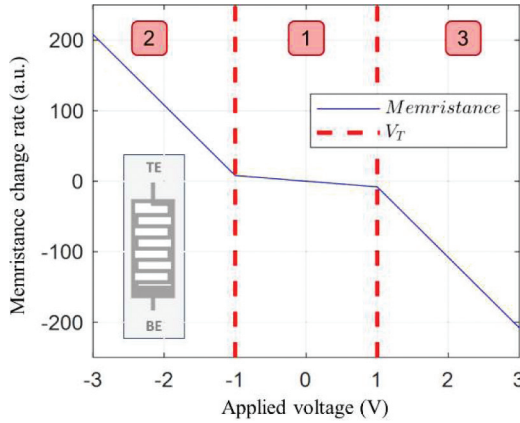 200
100
0
-100
-200
Memristance change rate (a.u.)
2
1
3
Memristance
V_T
TE
BE
-3 -2 -1 0 1 2 3
Applied voltage (V)